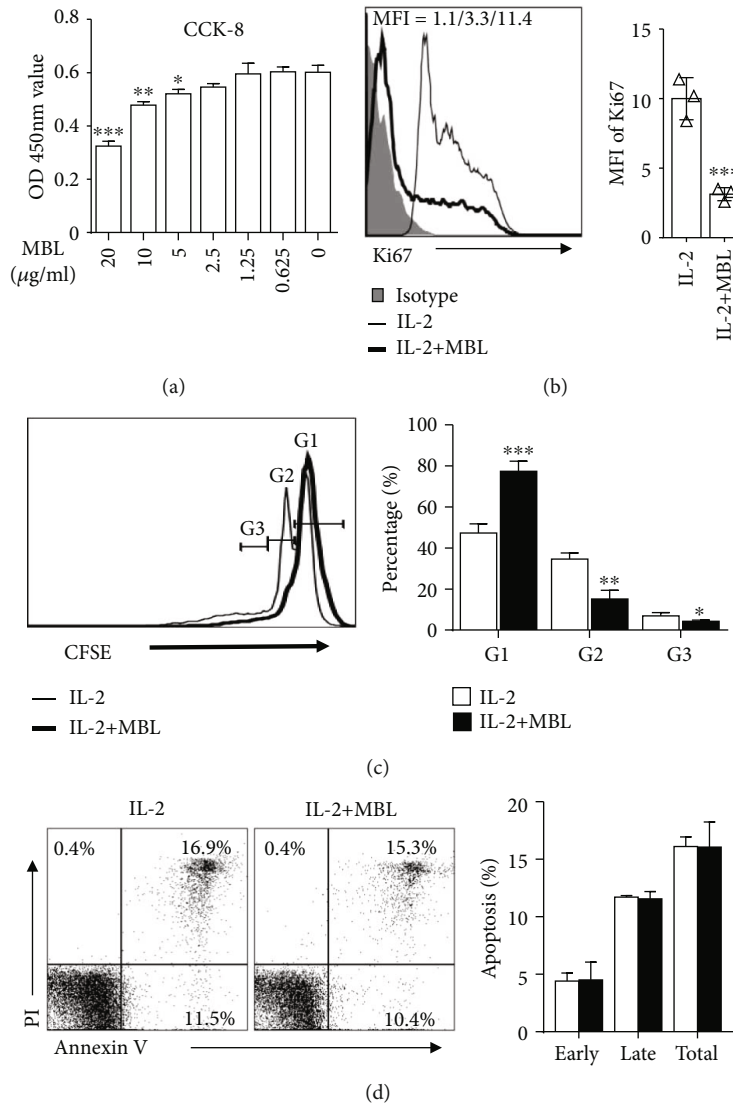 CCK-8
OD 450nm value
0.8
0.6
0.4
0.2
0.0
***
**
*
MBL
(μg/ml)
20
10
5
2.5
1.25
0.625
0
(a)
MFI = 1.1/3.3/11.4
Ki67
Isotype
IL-2
IL-2+MBL
MFI of Ki67
15
10
5
0
***
IL-2
IL-2+MBL
(b)
G1
G2
G3
CFSE
IL-2
IL-2+MBL
Percentage (%)
100
80
60
40
20
0
***
**
*
G1
G2
G3
IL-2
IL-2+MBL
(c)
IL-2
IL-2+MBL
0.4%
16.9%
11.5%
0.4%
15.3%
10.4%
PI
Annexin V
Apoptosis (%)
20
15
10
5
0
Early
Late
Total
(d)